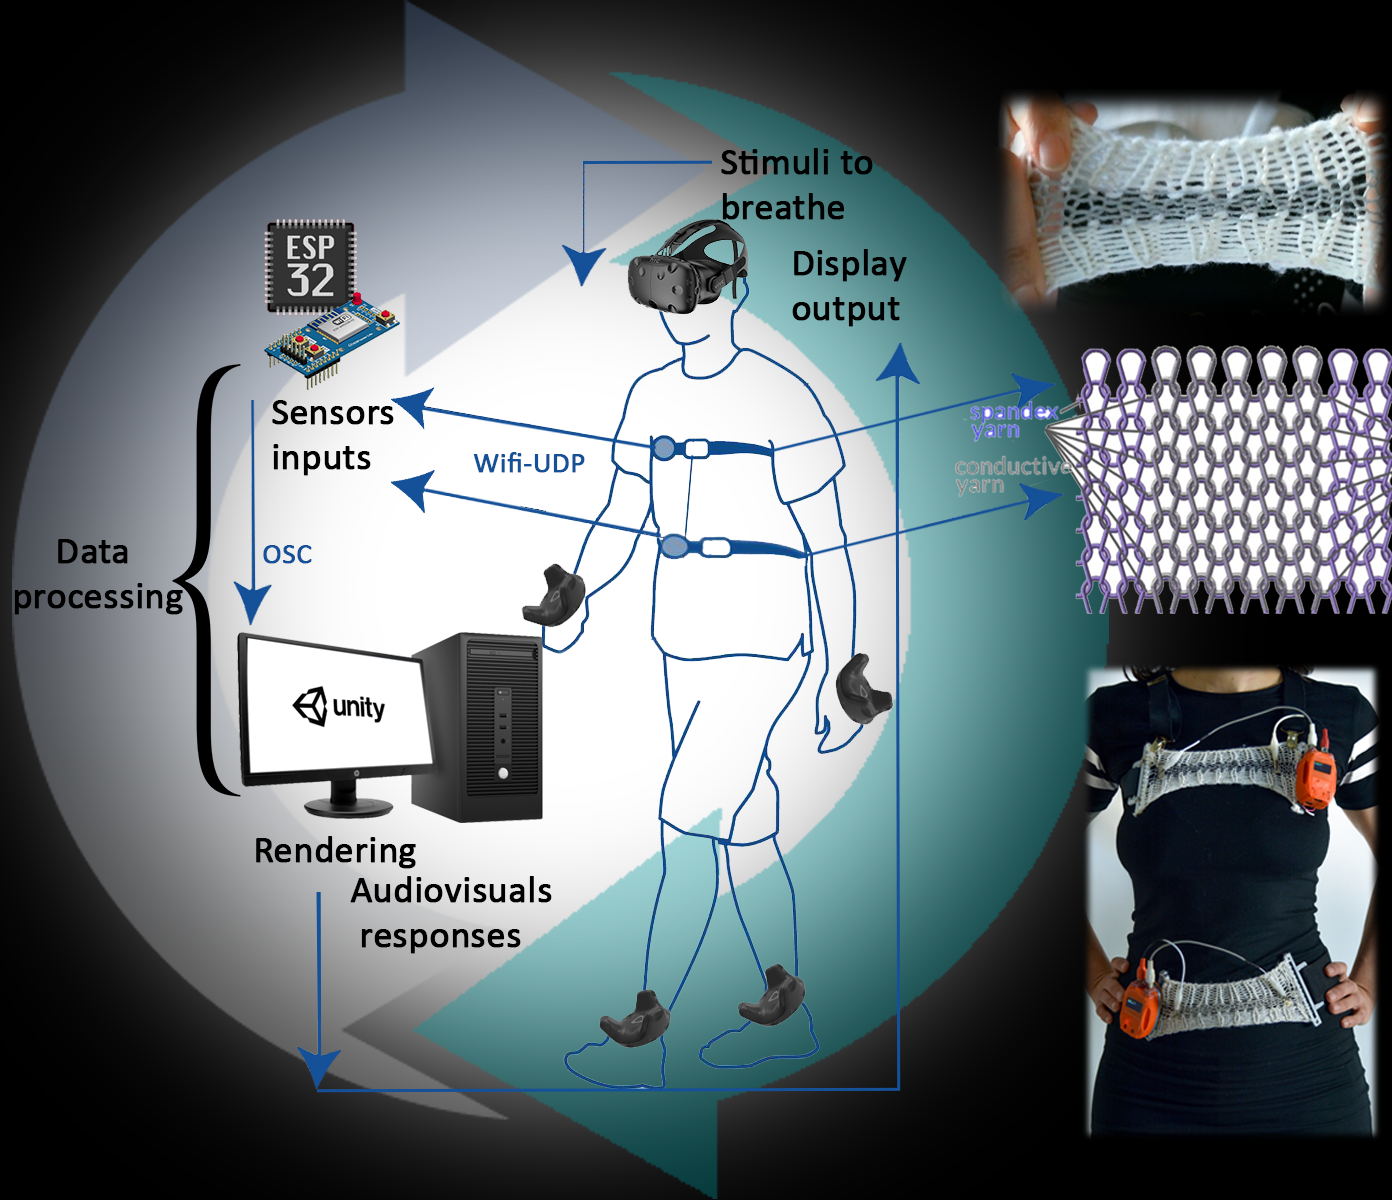 Stimuli to
breathe
Display
output
ESP
32
Sensors
inputs
Wifi-UDP
spandex
yarn
conductive
yarn
Data
processing
OSC
unity
Rendering
Audiovisuals
responses